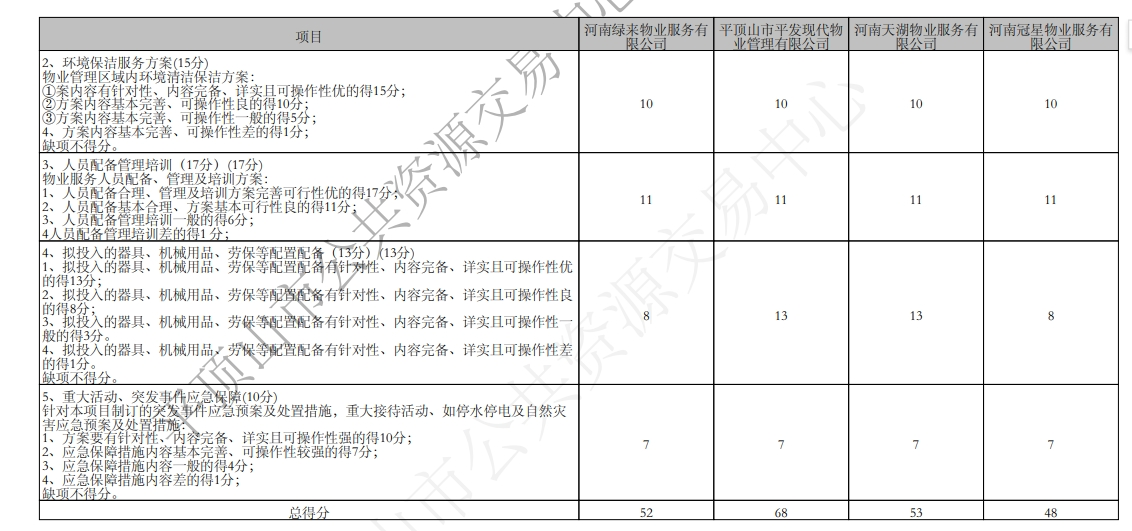 项目
河南绿来物业服务有
限公司
平顶山市平发现代物
业管理有限公司
河南天湖物业服务有
限公司
河南冠星物业服务有
限公司
2、环境保洁服务方案(15分)
物业管理区域内环境清洁保洁方案：
①案内容有针对性、内容完备、详实且可操作性优的得15分；
②方案内容基本完善、可操作性良的得10分；
③方案内容基本完善、可操作性一般的得5分；
4、方案内容基本完善、可操作性差的得1分；
缺项不得分。
10
10
10
10
3、人员配备管理培训（17分）(17分)
物业服务人员配备、管理及培训方案：
1、人员配备合理、管理及培训方案完善可行性优的得17分；
2、人员配备基本合理、方案基本可行性良的得11分；
3、人员配备管理培训一般的得6分；
4人员配备管理培训差的得1 分；
11
11
11
11
4、拟投入的器具、机械用品、劳保等配置配备（13分）(13分)
1、拟投入的器具、机械用品、劳保等配置配备有针对性、内容完备、详实且可操作性优
的得13分；
2、拟投入的器具、机械用品、劳保等配置配备有针对性、内容完备、详实且可操作性良
的得8分；
3、拟投入的器具、机械用品、劳保等配置配备有针对性、内容完备、详实且可操作性一
般的得3分。
4、拟投入的器具、机械用品、劳保等配置配备有针对性、内容完备、详实且可操作性差
的得1分。
缺项不得分。
8
13
13
8
5、重大活动、突发事件应急保障(10分)
针对本项目制订的突发事件应急预案及处置措施，重大接待活动、如停水停电及自然灾
害应急预案及处置措施：
1、方案要有针对性、内容完备、详实且可操作性强的得10分；
2、应急保障措施内容基本完善、可操作性较强的得7分；
3、应急保障措施内容一般的得4分；
4、应急保障措施内容差的得1分；
缺项不得分。
7
7
7
7
总得分
52
68
53
48
平顶山市公共资源交易中心
山市公共资源交易中心